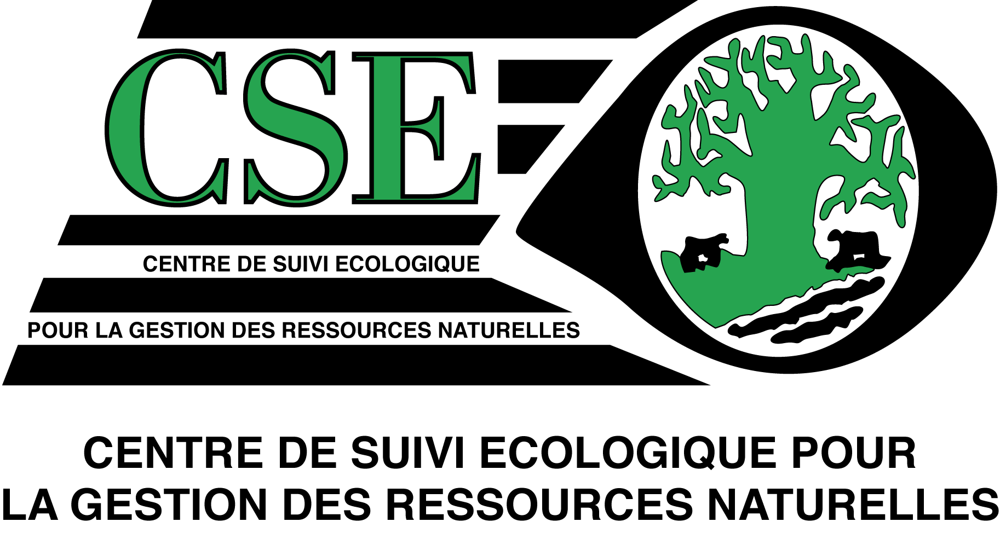 CSE
CENTRE DE SUIVI ECOLOGIQUE
POUR LA GESTION DES RESSOURCES NATURELLES
CENTRE DE SUIVI ECOLOGIQUE POUR
LA GESTION DES RESSOURCES NATURELLES